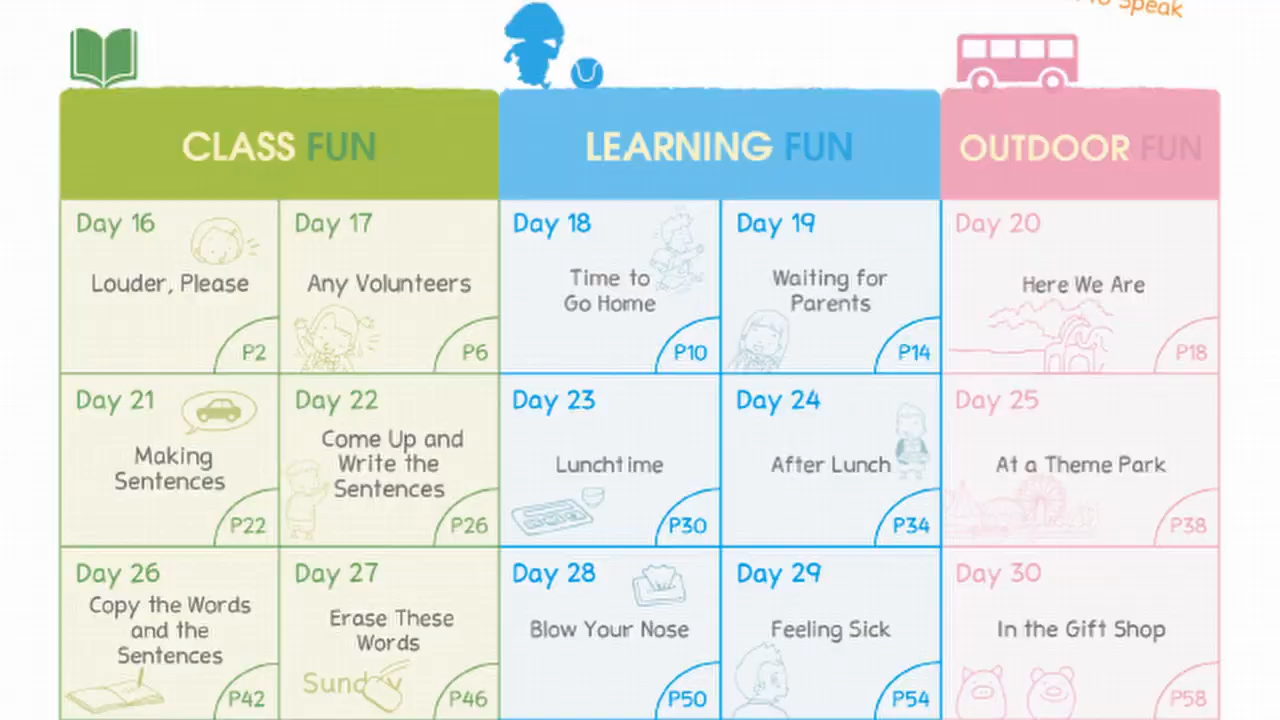 to Speak
CLASS FUN
LEARNING FUN
OUTDOOR FUN
Day 16
Louder, Please
P2
Day 17
Any Volunteers
P6
Day 18
Time to
Go Home
P10
Day 19
Waiting for
Parents
P14
Day 20
Here We Are
P18
Day 21
Making
Sentences
P22
Day 22
Come Up and
Write the
Sentences
P26
Day 23
Lunchtime
P30
Day 24
After Lunch
P34
Day 25
At a Theme Park
P38
Day 26
Copy the Words
and the
Sentences
P42
Day 27
Erase These
Words
Sund y
P46
Day 28
Blow Your Nose
P50
Day 29
Feeling Sick
P54
Day 30
In the Gift Shop
P58